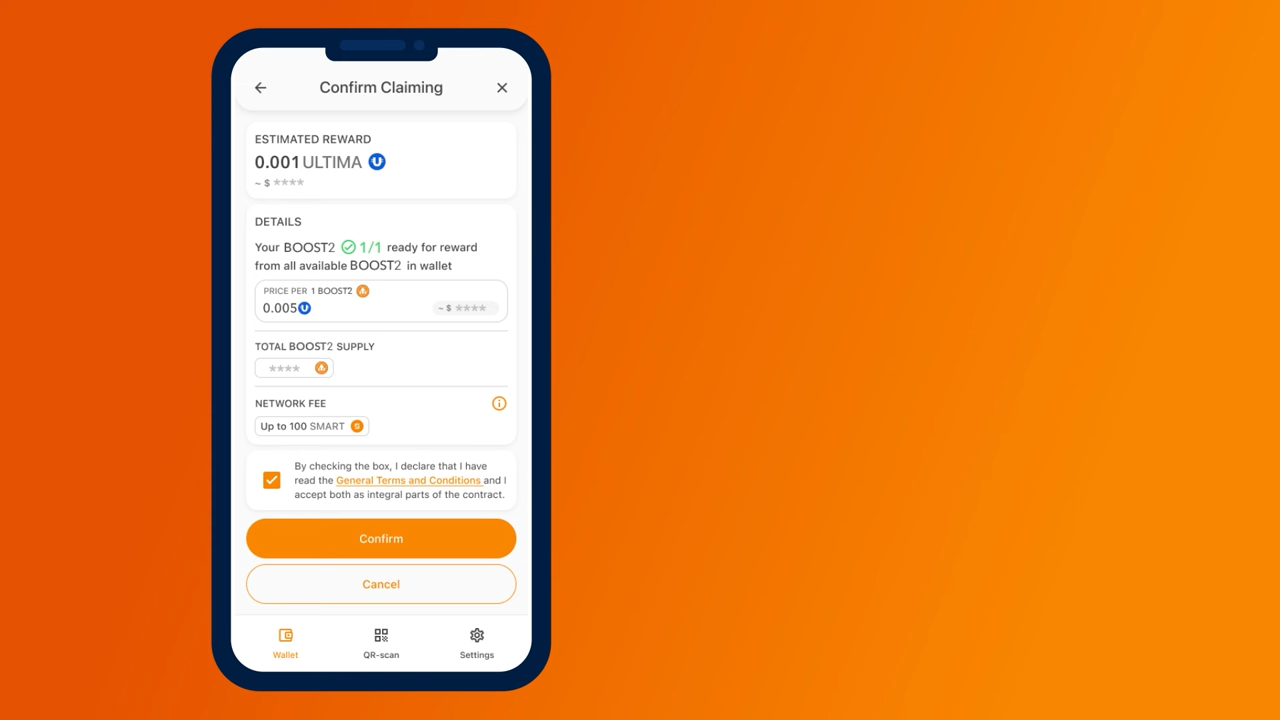 Confirm Claiming
ESTIMATED REWARD
0.001 ULTIMA
~ $ ****
DETAILS
Your BOOST2 1/1 ready for reward
from all available BOOST2 in wallet
PRICE PER 1 BOOST2
0.005 ~ $ ****
TOTAL BOOST2 SUPPLY
****
NETWORK FEE
Up to 100 SMART
By checking the box, I declare that I have
read the General Terms and Conditions and I
accept both as integral parts of the contract.
Confirm
Cancel
Wallet QR-scan Settings